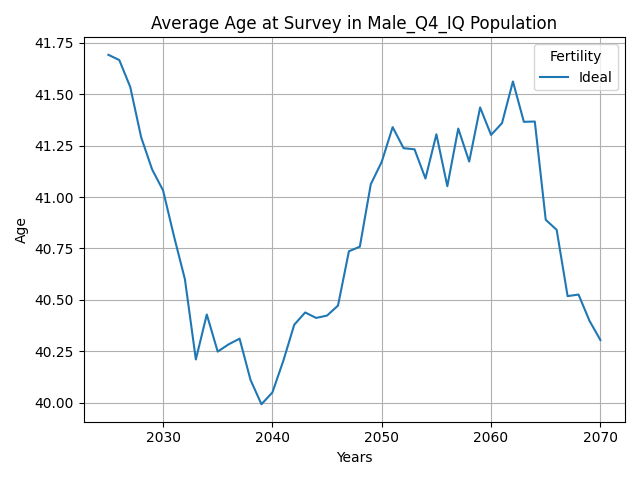 Average Age at Survey in Male_Q4_IQ Population
Fertility
Ideal
41.75
41.50
41.25
41.00
40.75
40.50
40.25
40.00
Age
2030 2040 2050 2060 2070
Years